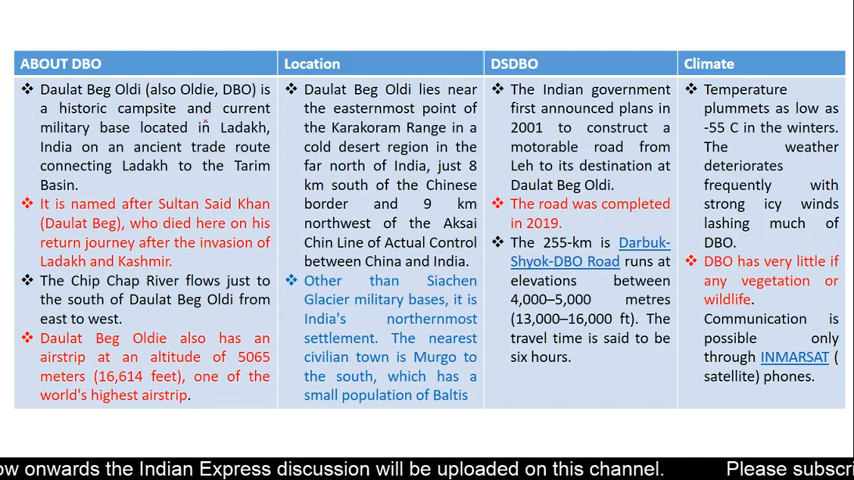 ABOUT DBO
❖ Daulat Beg Oldi (also Oldie, DBO) is
a historic campsite and current
military base located in Ladakh,
India on an ancient trade route
connecting Ladakh to the Tarim
Basin.
❖ It is named after Sultan Said Khan
(Daulat Beg), who died here on his
return journey after the invasion of
Ladakh and Kashmir.
❖ The Chip Chap River flows just to
the south of Daulat Beg Oldi from
east to west.
❖ Daulat Beg Oldie also has an
airstrip at an altitude of 5065
meters (16,614 feet), one of the
world's highest airstrip.
Location
❖ Daulat Beg Oldi lies near
the easternmost point of
the Karakoram Range in a
cold desert region in the
far north of India, just 8
km south of the Chinese
border and 9 km
northwest of the Aksai
Chin Line of Actual Control
between China and India.
❖ Other than Siachen
Glacier military bases, it is
India's northernmost
settlement. The nearest
civilian town is Murgo to
the south, which has a
small population of Baltis
DSDBO
❖ The Indian government
first announced plans in
2001 to construct a
motorable road from
Leh to its destination at
Daulat Beg Oldi.
❖ The road was completed
in 2019.
❖ The 255-km is Darbuk-
Shyok-DBO Road runs at
elevations between
4,000–5,000 metres
(13,000–16,000 ft). The
travel time is said to be
six hours.
Climate
❖ Temperature
plummets as low as
-55 C in the winters.
The weather
deteriorates
frequently with
strong icy winds
lashing much of
DBO.
❖ DBO has very little if
any vegetation or
wildlife.
Communication is
possible only
through INMARSAT (
satellite) phones.
ow onwards the Indian Express discussion will be uploaded on this channel. Please subscri